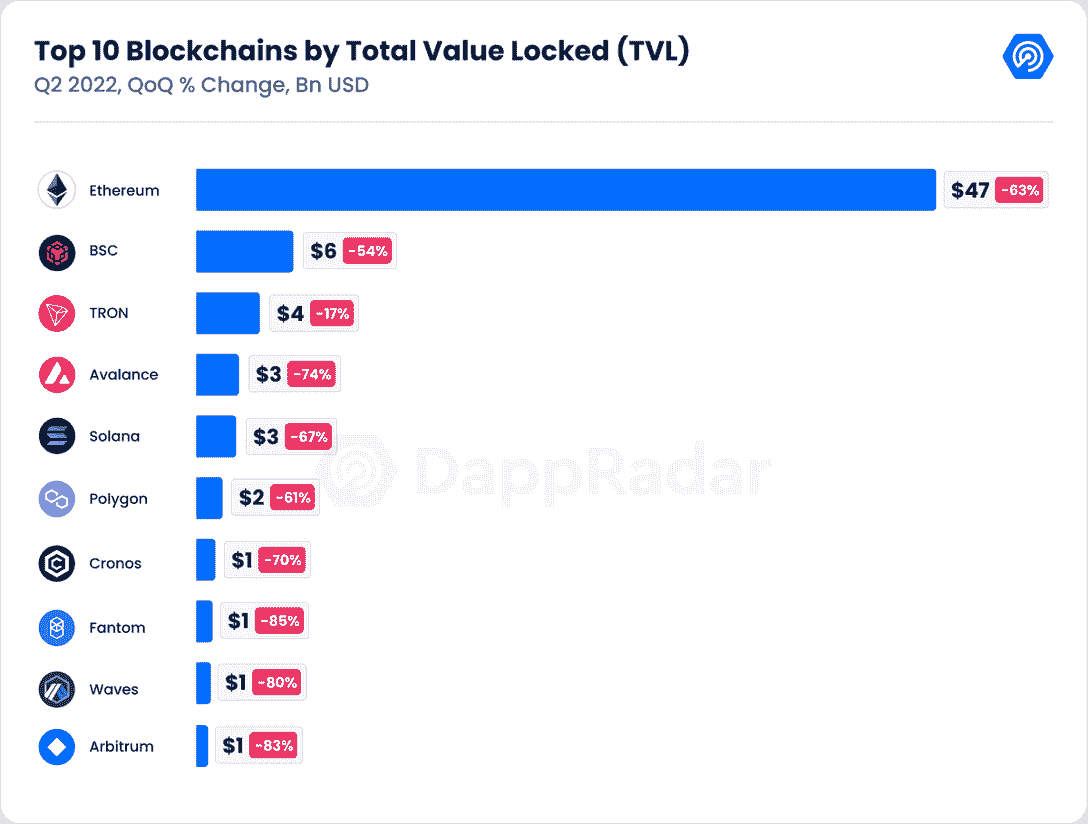 Top 10 Blockchains by Total Value Locked (TVL)
Q2 2022, QoQ % Change, Bn USD
Ethereum $47 -63%
BSC $6 -54%
TRON $4 -17%
Avalance $3 -74%
Solana $3 -67%
DappRadar
Polygon $2 -61%
Cronos $1 -70%
Fantom $1 -85%
Waves $1 -80%
Arbitrum $1 -83%